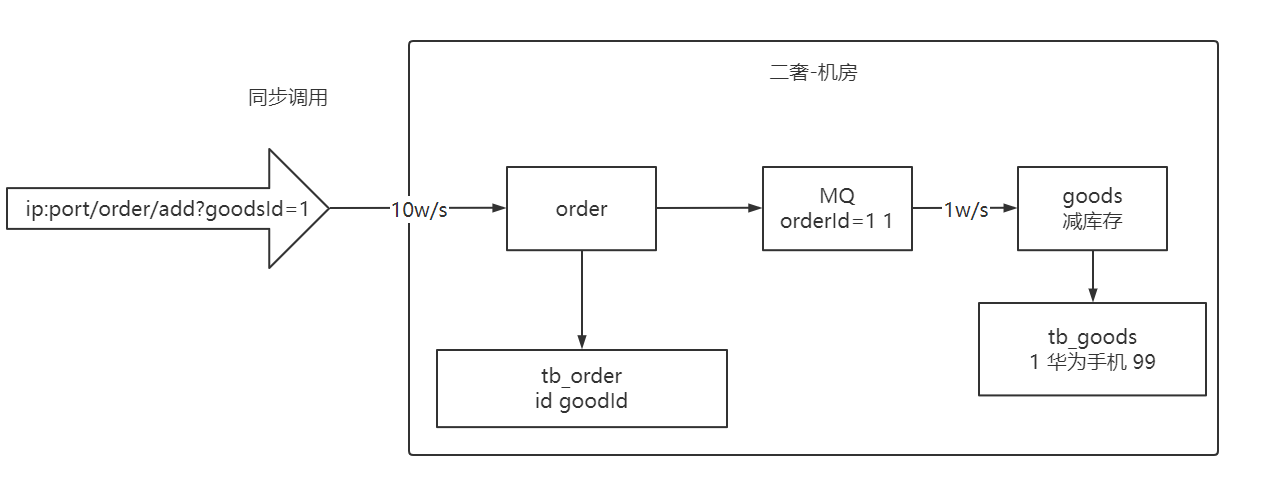 二奢-机房
同步调用
ip:port/order/add?goodsId=1
10w/s
order
MQ
orderId=1 1
1w/s
goods
减库存
tb_order
id goodId
tb_goods
1 华为手机 99